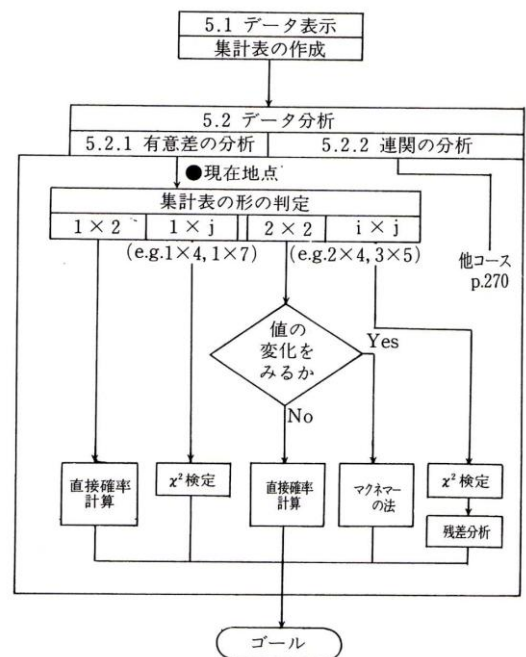 5.1 データ表示
集計表の作成
5.2 データ分析
5.2.1 有意差の分析
5.2.2 連関の分析
●現在地点
集計表の形の判定
1×2
1×j
2×2
i×j
(e.g.1×4, 1×7)
(e.g.2×4, 3×5)
他コース
p.270
値の
変化を
みるか
Yes
No
直接確率
計算
χ²検定
直接確率
計算
マクネマー
の法
χ²検定
残差分析
ゴール